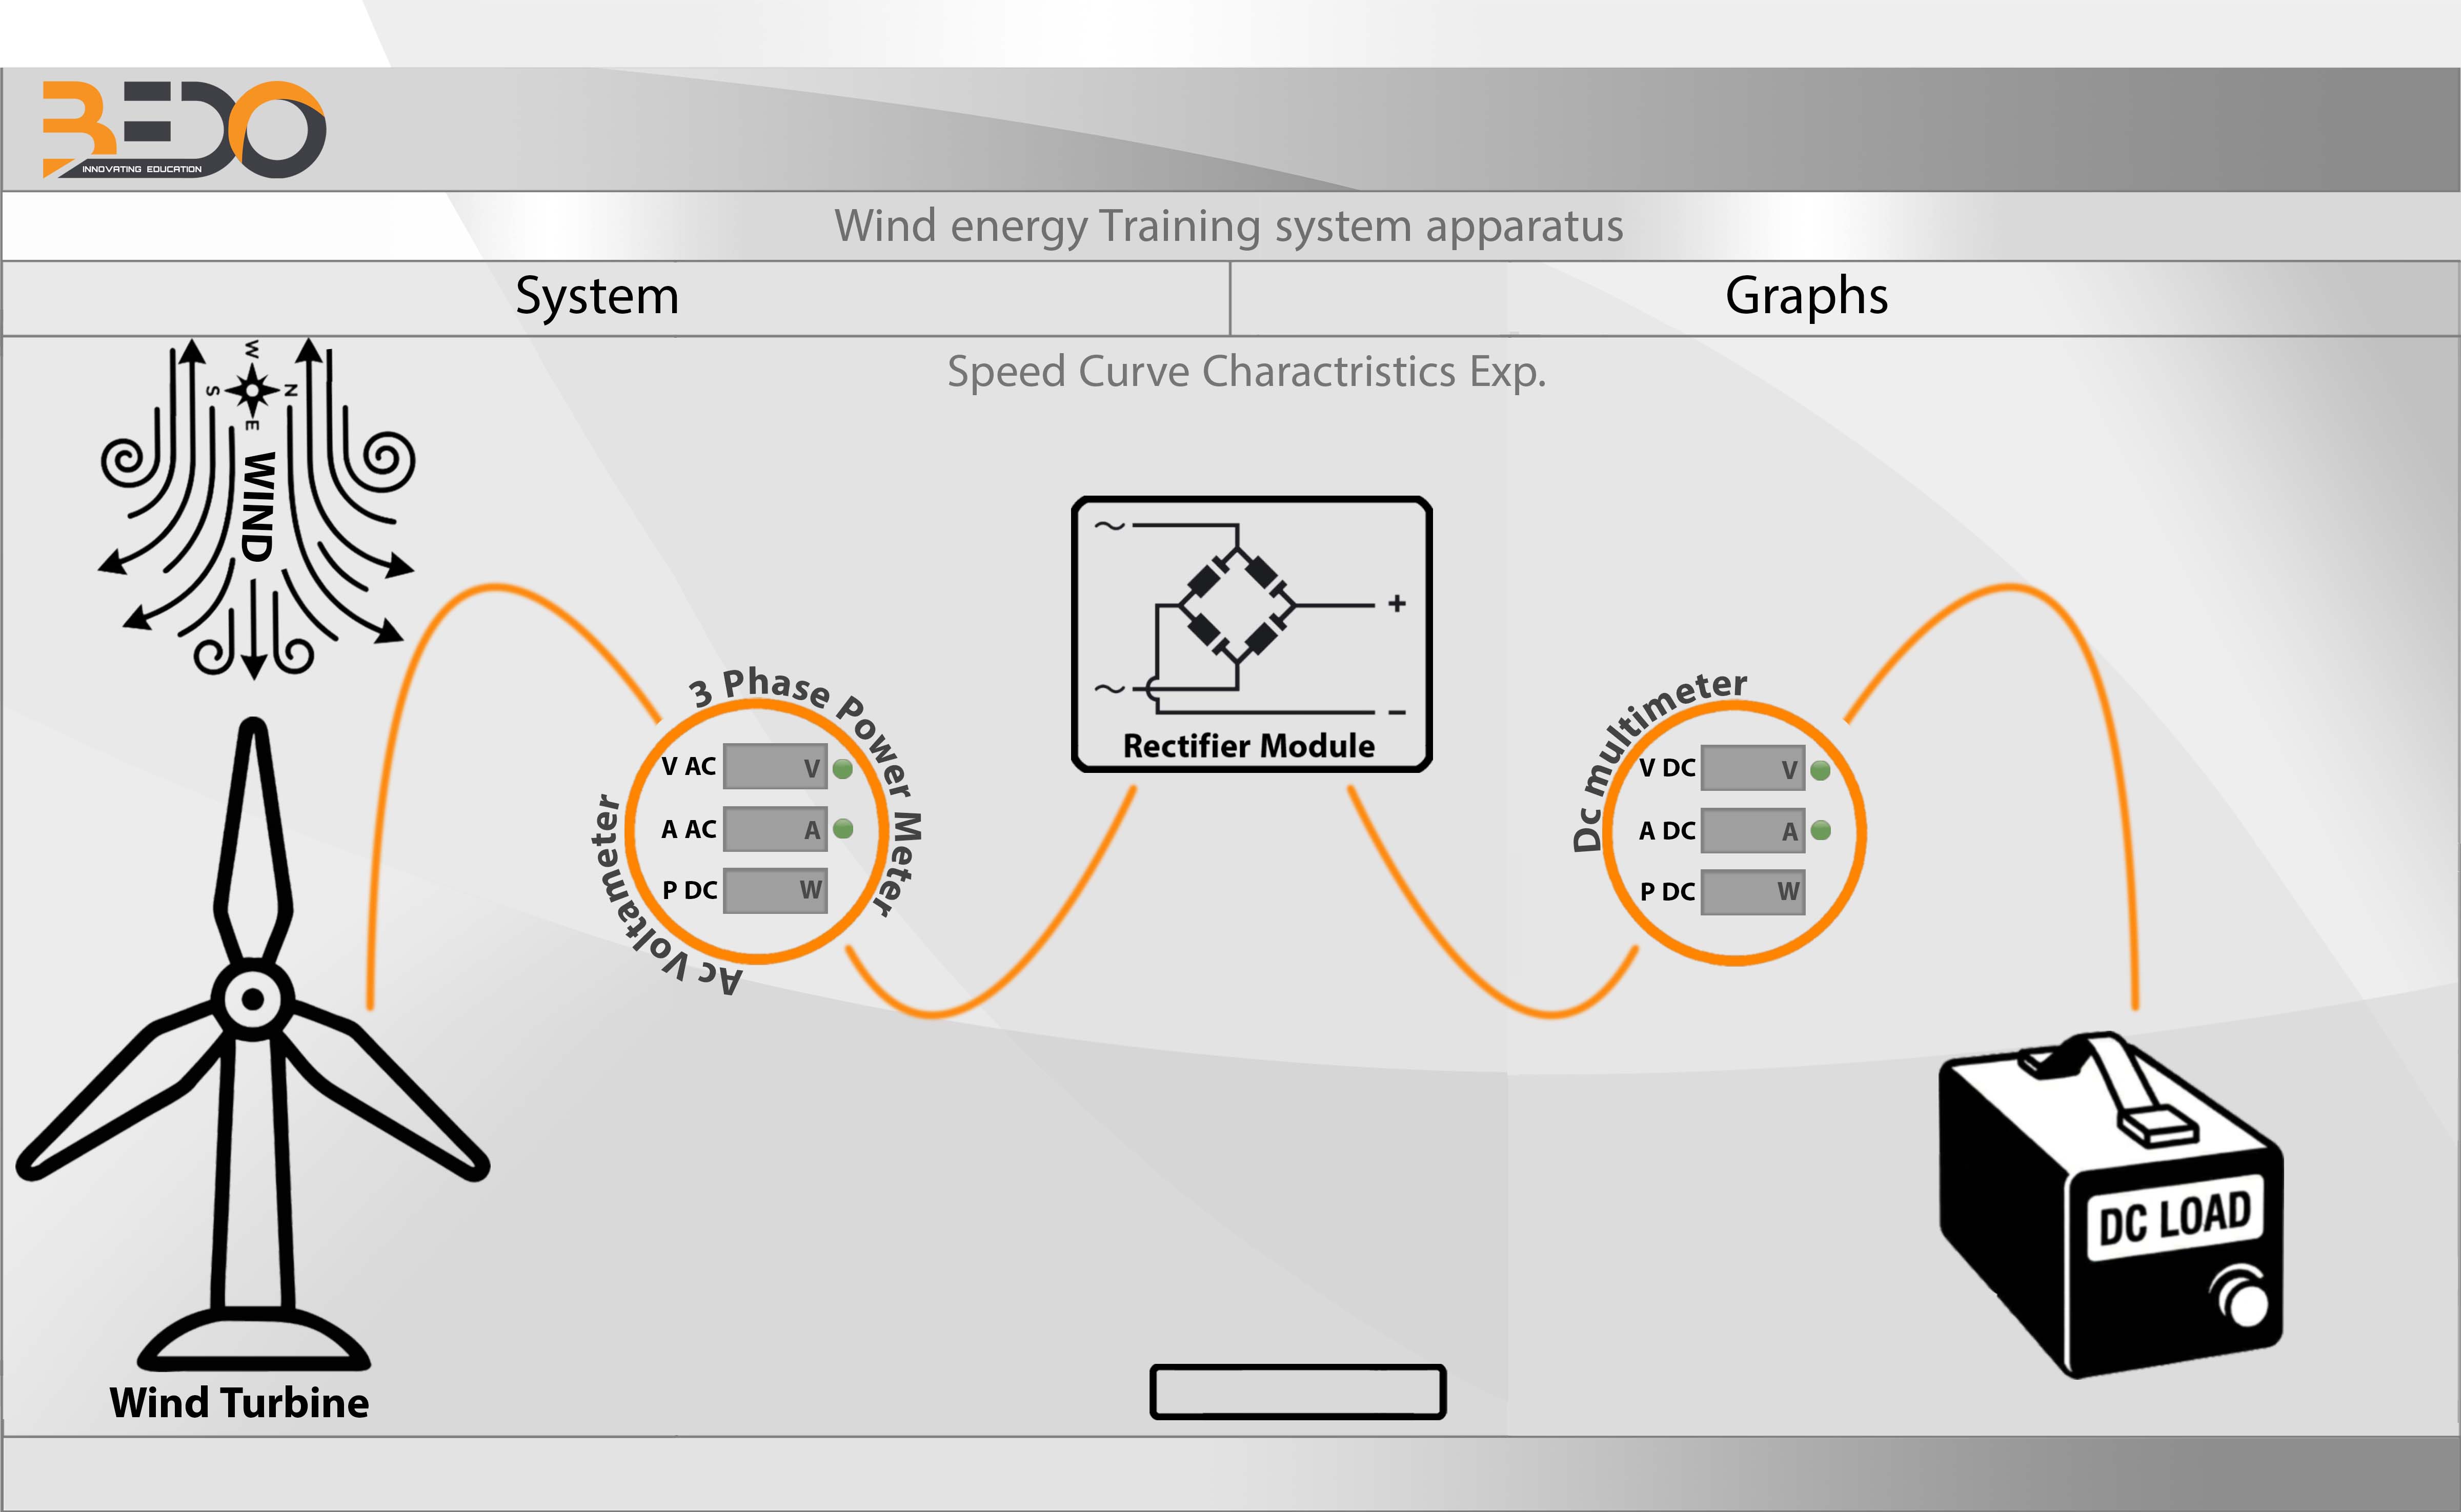 BEDO
INNOVATING EDUCATION
Wind energy Training system apparatus
System
Graphs
Speed Curve Charactristics Exp.
W
S
N
E
WIND
3 Phase Power Meter
Ac Voltameter
V AC V
A AC A
P DC W
Rectifier Module
+
−
Dc multimeter
V DC V
A DC A
P DC W
DC LOAD
Wind Turbine